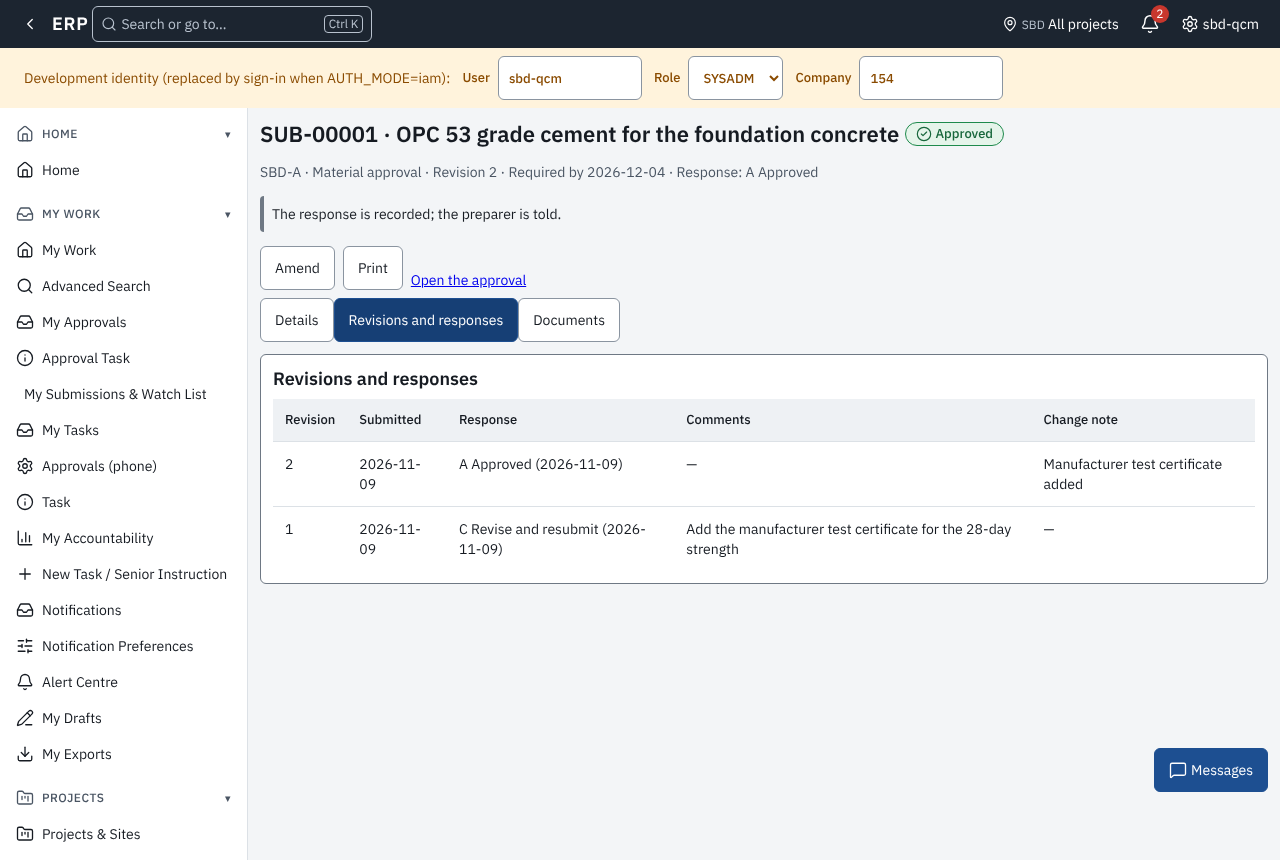 ERP
Search or go to...
Ctrl K
SBD All projects
2
sbd-qcm
Development identity (replaced by sign-in when AUTH_MODE=iam):
User
sbd-qcm
Role
SYSADM
Company
154
HOME
Home
MY WORK
My Work
Advanced Search
My Approvals
Approval Task
My Submissions & Watch List
My Tasks
Approvals (phone)
Task
My Accountability
New Task / Senior Instruction
Notifications
Notification Preferences
Alert Centre
My Drafts
My Exports
PROJECTS
Projects & Sites
SUB-00001 · OPC 53 grade cement for the foundation concrete
Approved
SBD-A · Material approval · Revision 2 · Required by 2026-12-04 · Response: A Approved
The response is recorded; the preparer is told.
Amend
Print
Open the approval
Details
Revisions and responses
Documents
Revisions and responses
Revision Submitted Response Comments Change note
2 2026-11-09 A Approved (2026-11-09) — Manufacturer test certificate added
1 2026-11-09 C Revise and resubmit (2026-11-09) Add the manufacturer test certificate for the 28-day strength —
Messages